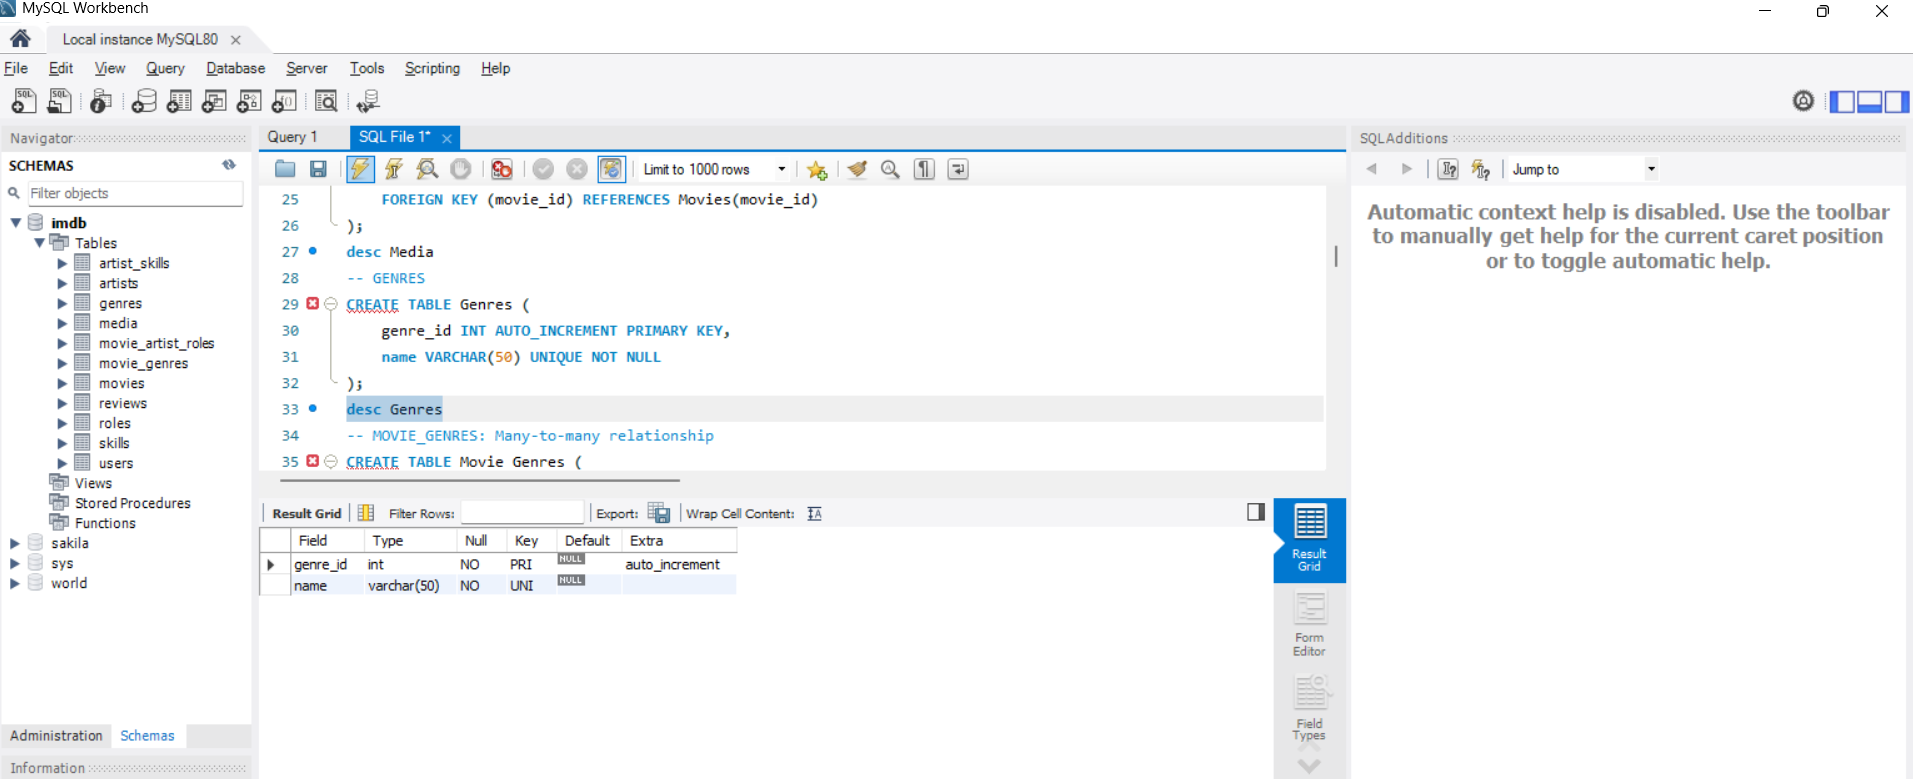 MySQL Workbench
Local instance MySQL80
File Edit View Query Database Server Tools Scripting Help
Navigator
SCHEMAS
Filter objects
imdb
Tables
artist_skills
artists
genres
media
movie_artist_roles
movie_genres
movies
reviews
roles
skills
users
Views
Stored Procedures
Functions
sakila
sys
world
Administration Schemas
Information
Query 1 SQL File 1*
Limit to 1000 rows
25 FOREIGN KEY (movie_id) REFERENCES Movies(movie_id)
26 );
27 desc Media
28 -- GENRES
29 CREATE TABLE Genres (
30 genre_id INT AUTO_INCREMENT PRIMARY KEY,
31 name VARCHAR(50) UNIQUE NOT NULL
32 );
33 desc Genres
34 -- MOVIE_GENRES: Many-to-many relationship
35 CREATE TABLE Movie Genres (
Result Grid Filter Rows: Export: Wrap Cell Content:
Field Type Null Key Default Extra
genre_id int NO PRI NULL auto_increment
name varchar(50) NO UNI NULL
Result
Grid
Form
Editor
Field
Types
SQLAdditions
Jump to
Automatic context help is disabled. Use the toolbar
to manually get help for the current caret position
or to toggle automatic help.